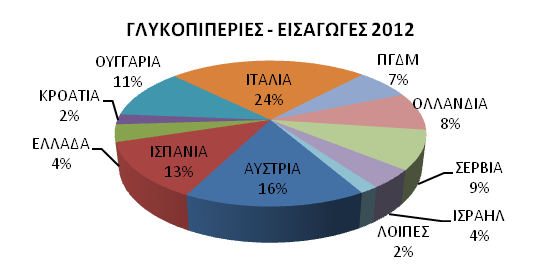 ΓΛΥΚΟΠΙΠΕΡΙΕΣ - ΕΙΣΑΓΩΓΕΣ 2012
ΙΤΑΛΙΑ
24%
ΠΓΔΜ
7%
ΟΛΛΑΝΔΙΑ
8%
ΣΕΡΒΙΑ
9%
ΙΣΡΑΗΛ
4%
ΛΟΙΠΕΣ
2%
ΑΥΣΤΡΙΑ
16%
ΙΣΠΑΝΙΑ
13%
ΕΛΛΑΔΑ
4%
ΚΡΟΑΤΙΑ
2%
ΟΥΓΓΑΡΙΑ
11%